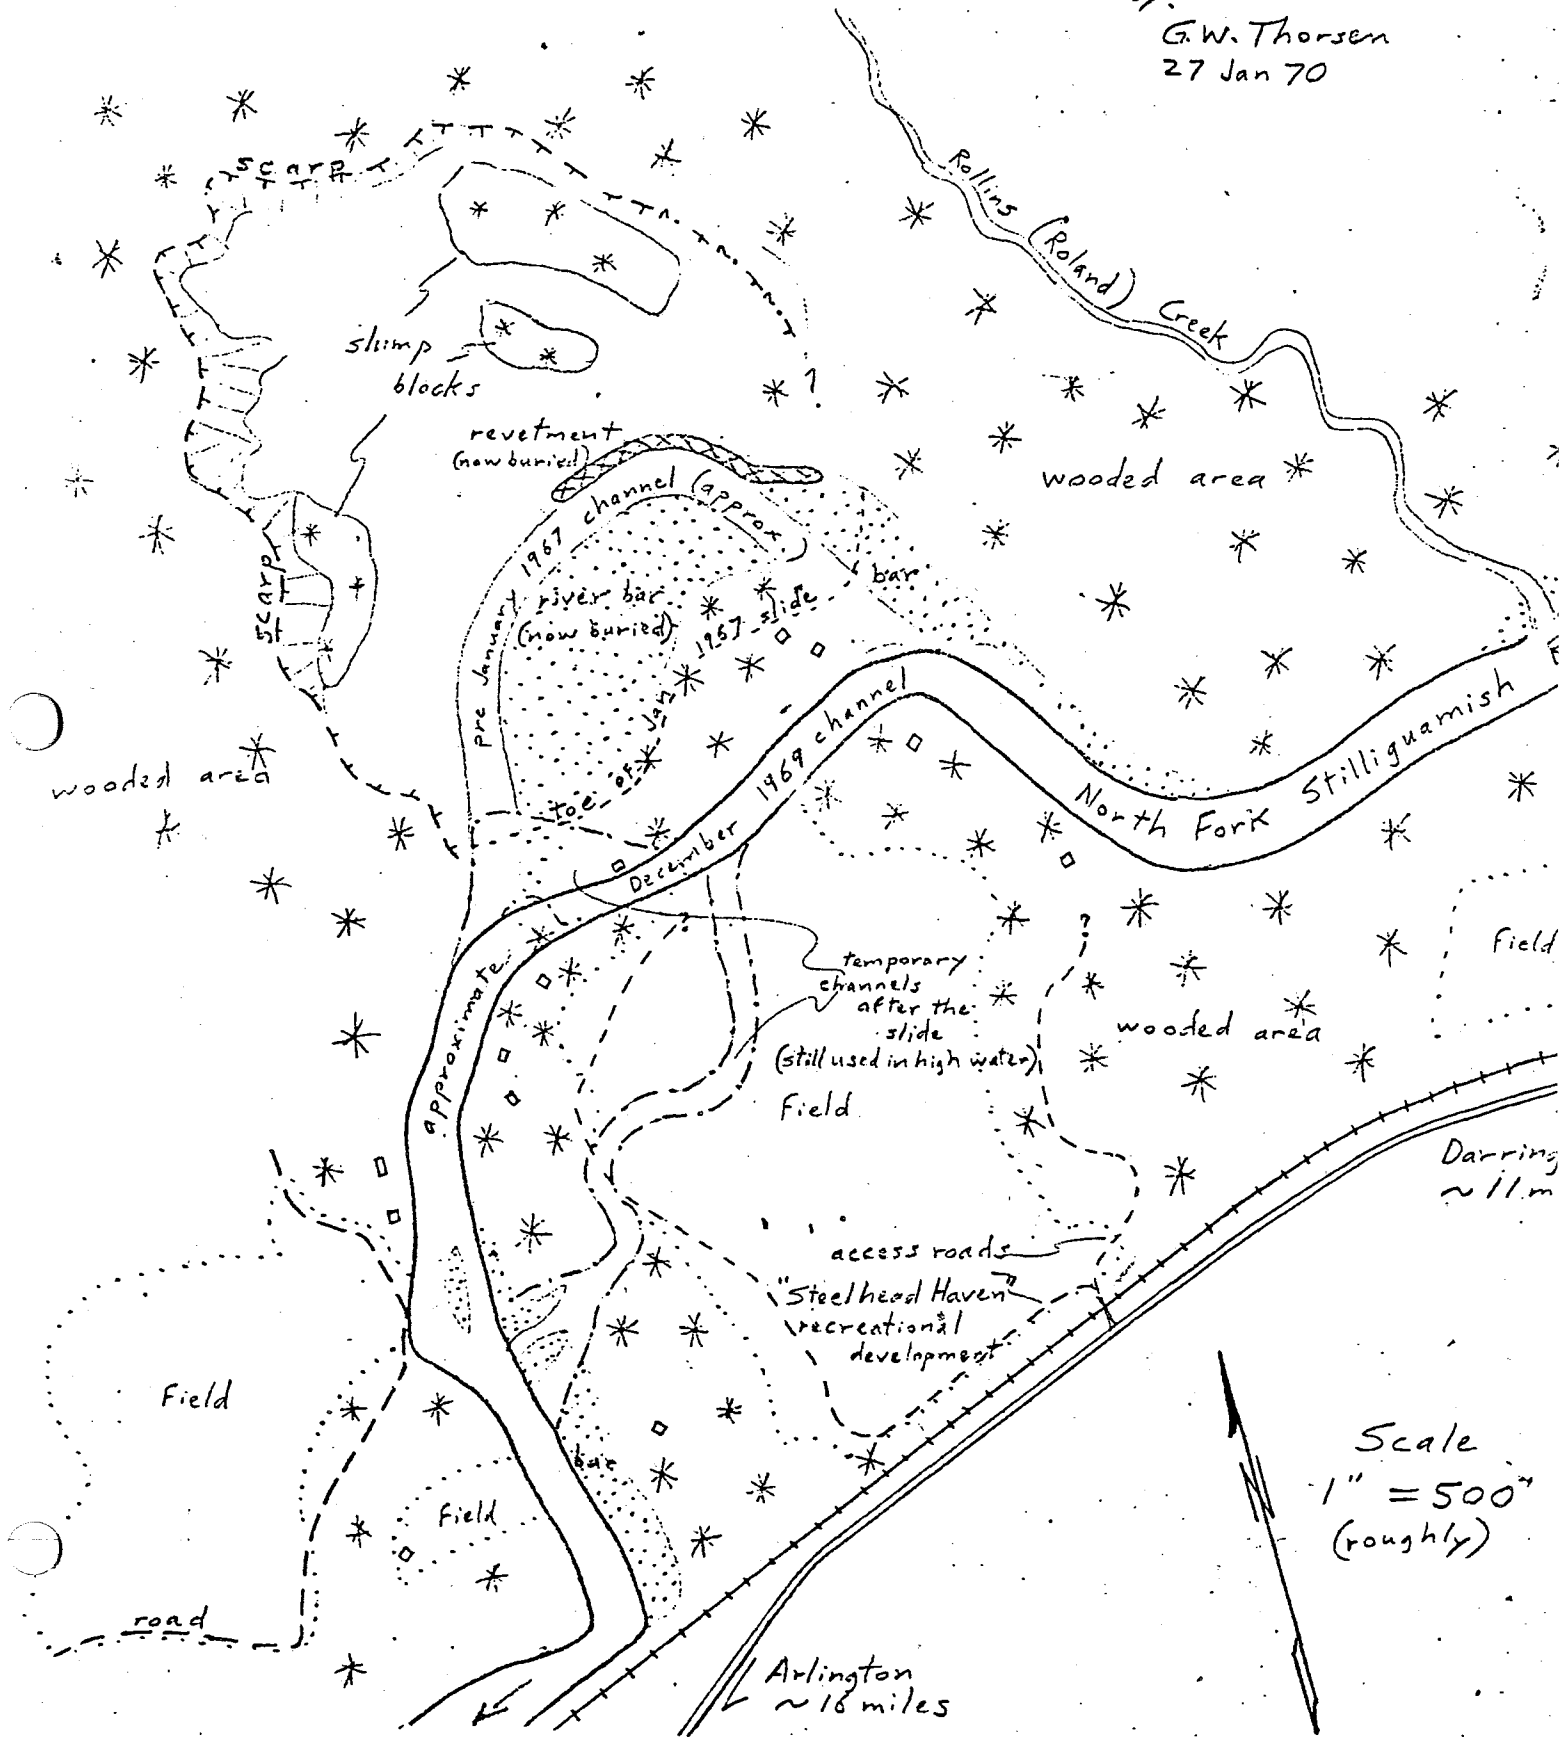 G.W. Thorsen
27 Jan 70
scarp
Rollins (Roland) Creek
slump
blocks
revetment
(now buried)
wooded area
pre January 1967 channel (approx
scarp
river bar
(now buried)
bar
toe of Jan 1967 slide
wooded area
approximate December 1969 channel
North Fork Stilliguamish
?
?
?
temporary
channels
after the
slide
(still used in high water)
Field
wooded area
Field
Darring
~ 11 m
access roads
"Steelhead Haven"
recreational
development
Field
bar
Field
road
N
Scale
1" = 500'
(roughly)
Arlington
~ 16 miles